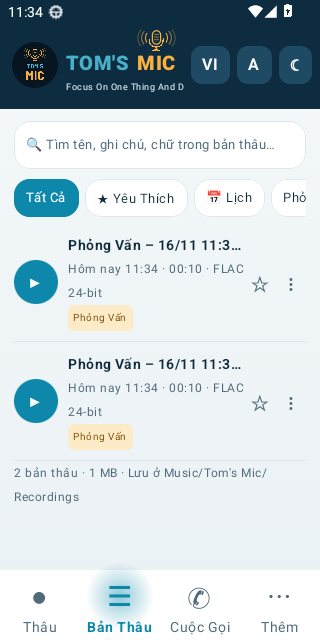 11:34
TOM'S MIC
TOM'S MIC
Focus On One Thing And D
VI
A
🔍 Tìm tên, ghi chú, chữ trong bản thâu...
Tất Cả
★ Yêu Thích
📅 Lịch
Phỏ
Phỏng Vấn – 16/11 11:3...
Hôm nay 11:34 · 00:10 · FLAC
24-bit
Phỏng Vấn
Phỏng Vấn – 16/11 11:3...
Hôm nay 11:34 · 00:10 · FLAC
24-bit
Phỏng Vấn
2 bản thâu · 1 MB · Lưu ở Music/Tom's Mic/
Recordings
Thâu
Bản Thâu
Cuộc Gọi
Thêm